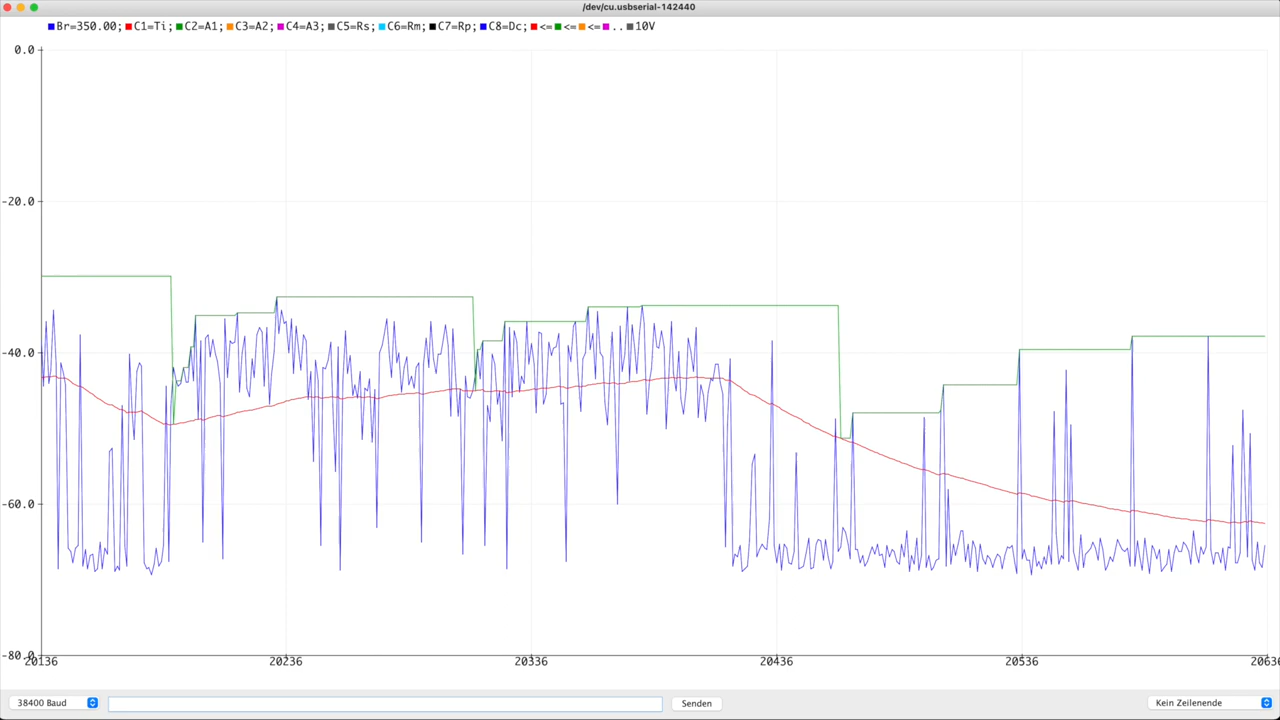 /dev/cu.usbserial-142440
Br=350.00; C1=Ti; C2=A1; C3=A2; C4=A3; C5=Rs; C6=Rm; C7=Rp; C8=Dc; <= <= <= .. 10V
0.0
-20.0
-40.0
-60.0
-80.0
20136 20236 20336 20436 20536 20636
38400 Baud Senden Kein Zeilenende